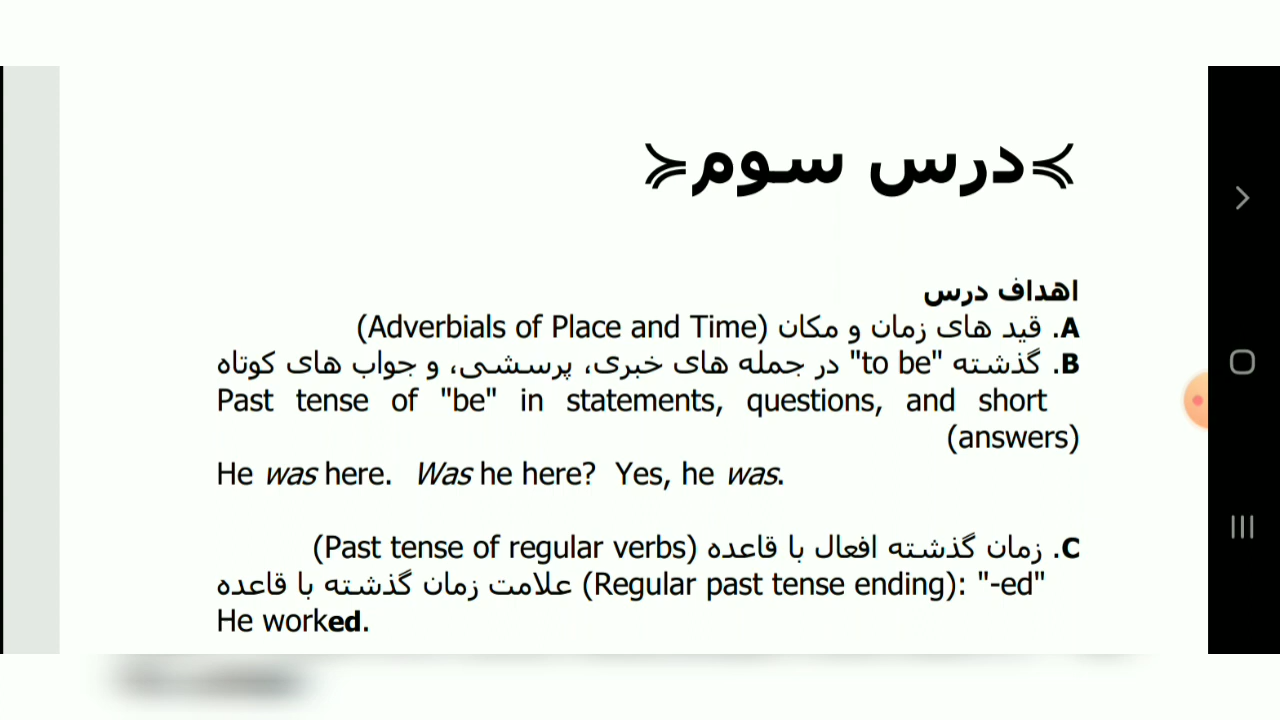 درس سوم
اهداف درس
A. قید های زمان و مکان (Adverbials of Place and Time)
B. گذشته "to be" در جمله های خبری، پرسشی، و جواب های کوتاه
Past tense of "be" in statements, questions, and short
(answers)
He was here. Was he here? Yes, he was.
C. زمان گذشته افعال با قاعده (Past tense of regular verbs)
علامت زمان گذشته با قاعده (Regular past tense ending): "-ed"
He worked.